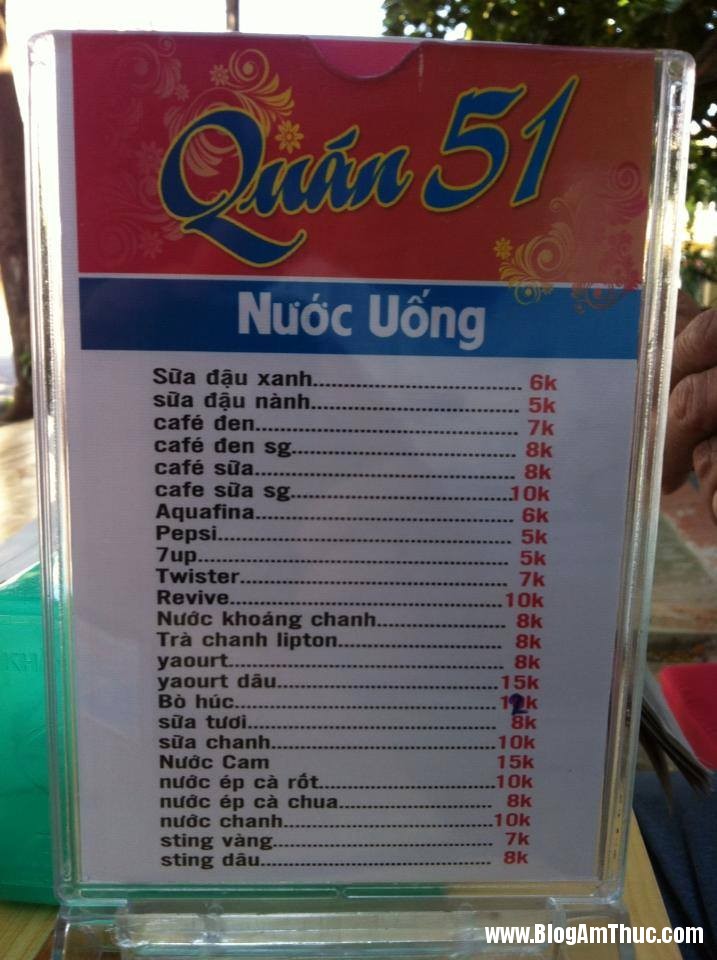 Quán 51
Nước Uống
Sữa đậu xanh....................................... 6k
sữa đậu nành....................................... 5k
café đen................................................ 7k
café đen sg.......................................... 8k
café sữa................................................ 8k
cafe sữa sg..........................................10k
Aquafina................................................ 6k
Pepsi...................................................... 5k
7up.......................................................... 5k
Twister.................................................. 7k
Revive....................................................10k
Nước khoáng chanh....................... 8k
Trà chanh lipton............................... 8k
yaourt.................................................... 8k
yaourt dâu..........................................15k
Bò húc..................................................12k
sữa tươi................................................ 8k
sữa chanh..........................................10k
Nước Cam 15k
nước ép cà rốt.................................10k
nước ép cà chua............................. 8k
nước chanh........................................10k
sting vàng.......................................... 7k
sting dâu............................................ 8k
www.BlogAmThuc.com